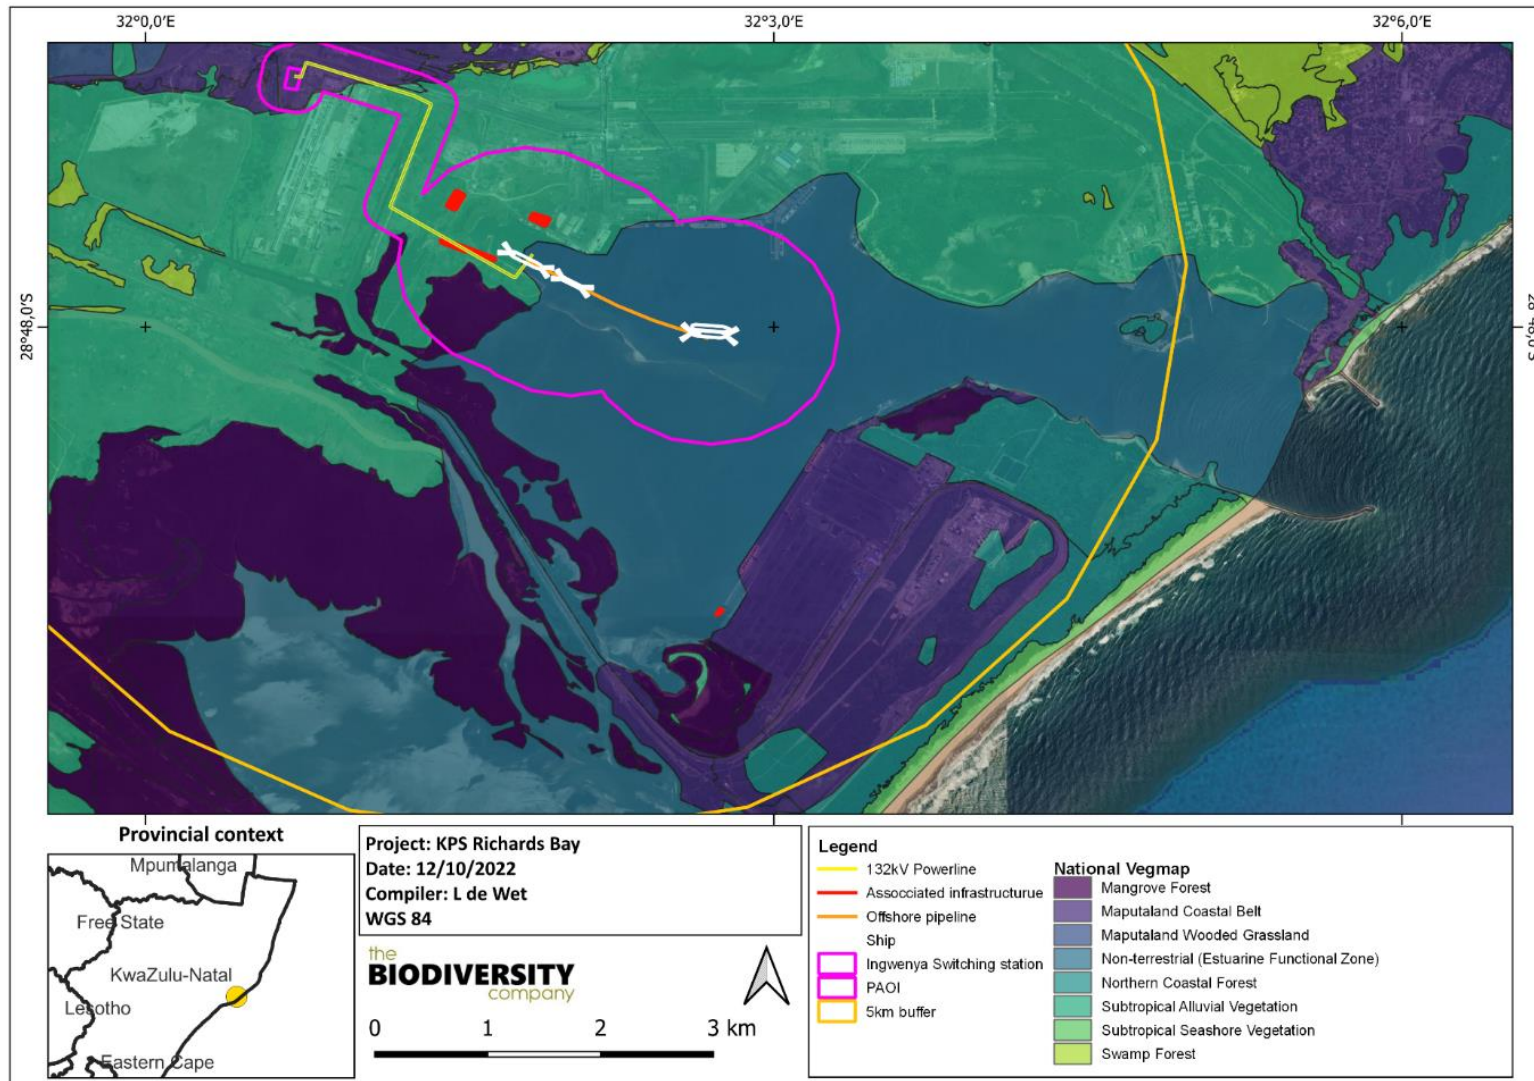 32°0,0'E 32°3,0'E 32°6,0'E
28°48,0'S
28°48,0'S
Provincial context
Mpumalanga
Free State
KwaZulu-Natal
Lesotho
Eastern Cape
Project: KPS Richards Bay
Date: 12/10/2022
Compiler: L de Wet
WGS 84
the
BIODIVERSITY
company
0 1 2 3 km
Legend
132kV Powerline
Assocciated infrastructurue
Offshore pipeline
Ship
Ingwenya Switching station
PAOI
5km buffer
National Vegmap
Mangrove Forest
Maputaland Coastal Belt
Maputaland Wooded Grassland
Non-terrestrial (Estuarine Functional Zone)
Northern Coastal Forest
Subtropical Alluvial Vegetation
Subtropical Seashore Vegetation
Swamp Forest